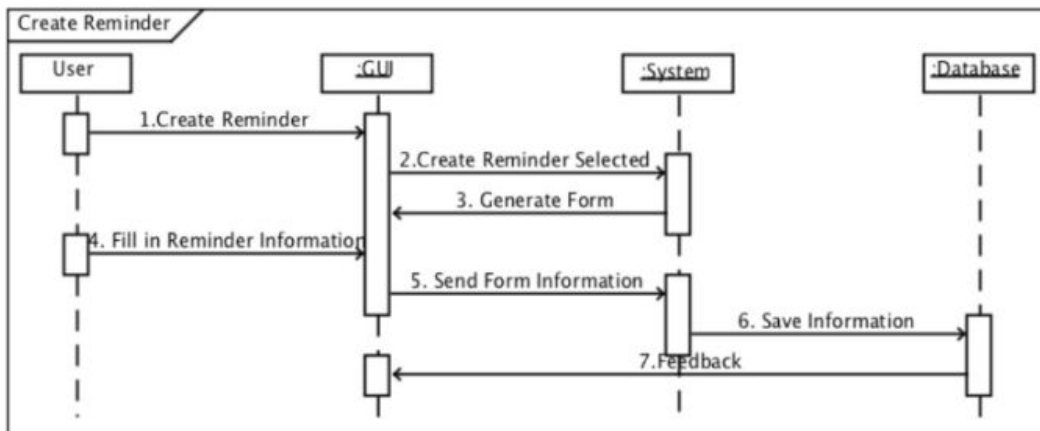 Create Reminder
User
:GUI
:System
:Database
1.Create Reminder
2.Create Reminder Selected
3. Generate Form
4. Fill in Reminder Information
5. Send Form Information
6. Save Information
7.Feedback